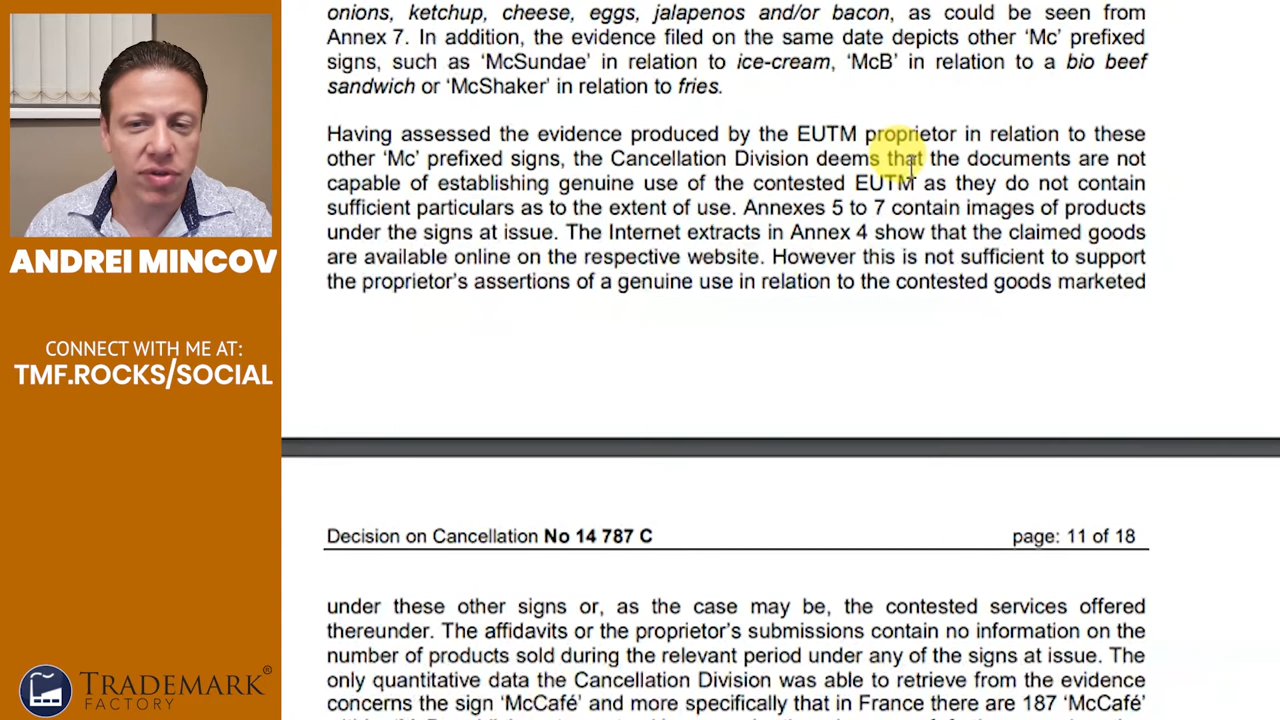 onions, ketchup, cheese, eggs, jalapenos and/or bacon, as could be seen from
Annex 7. In addition, the evidence filed on the same date depicts other 'Mc' prefixed
signs, such as 'McSundae' in relation to ice-cream, 'McB' in relation to a bio beef
sandwich or 'McShaker' in relation to fries.
Having assessed the evidence produced by the EUTM proprietor in relation to these
other 'Mc' prefixed signs, the Cancellation Division deems that the documents are not
capable of establishing genuine use of the contested EUTM as they do not contain
sufficient particulars as to the extent of use. Annexes 5 to 7 contain images of products
under the signs at issue. The Internet extracts in Annex 4 show that the claimed goods
are available online on the respective website. However this is not sufficient to support
the proprietor's assertions of a genuine use in relation to the contested goods marketed
Decision on Cancellation No 14 787 C
page: 11 of 18
under these other signs or, as the case may be, the contested services offered
thereunder. The affidavits or the proprietor's submissions contain no information on the
number of products sold during the relevant period under any of the signs at issue. The
only quantitative data the Cancellation Division was able to retrieve from the evidence
concerns the sign 'McCafé' and more specifically that in France there are 187 'McCafé'
ANDREI MINCOV
CONNECT WITH ME AT:
TMF.ROCKS/SOCIAL
TRADEMARK®
FACTORY